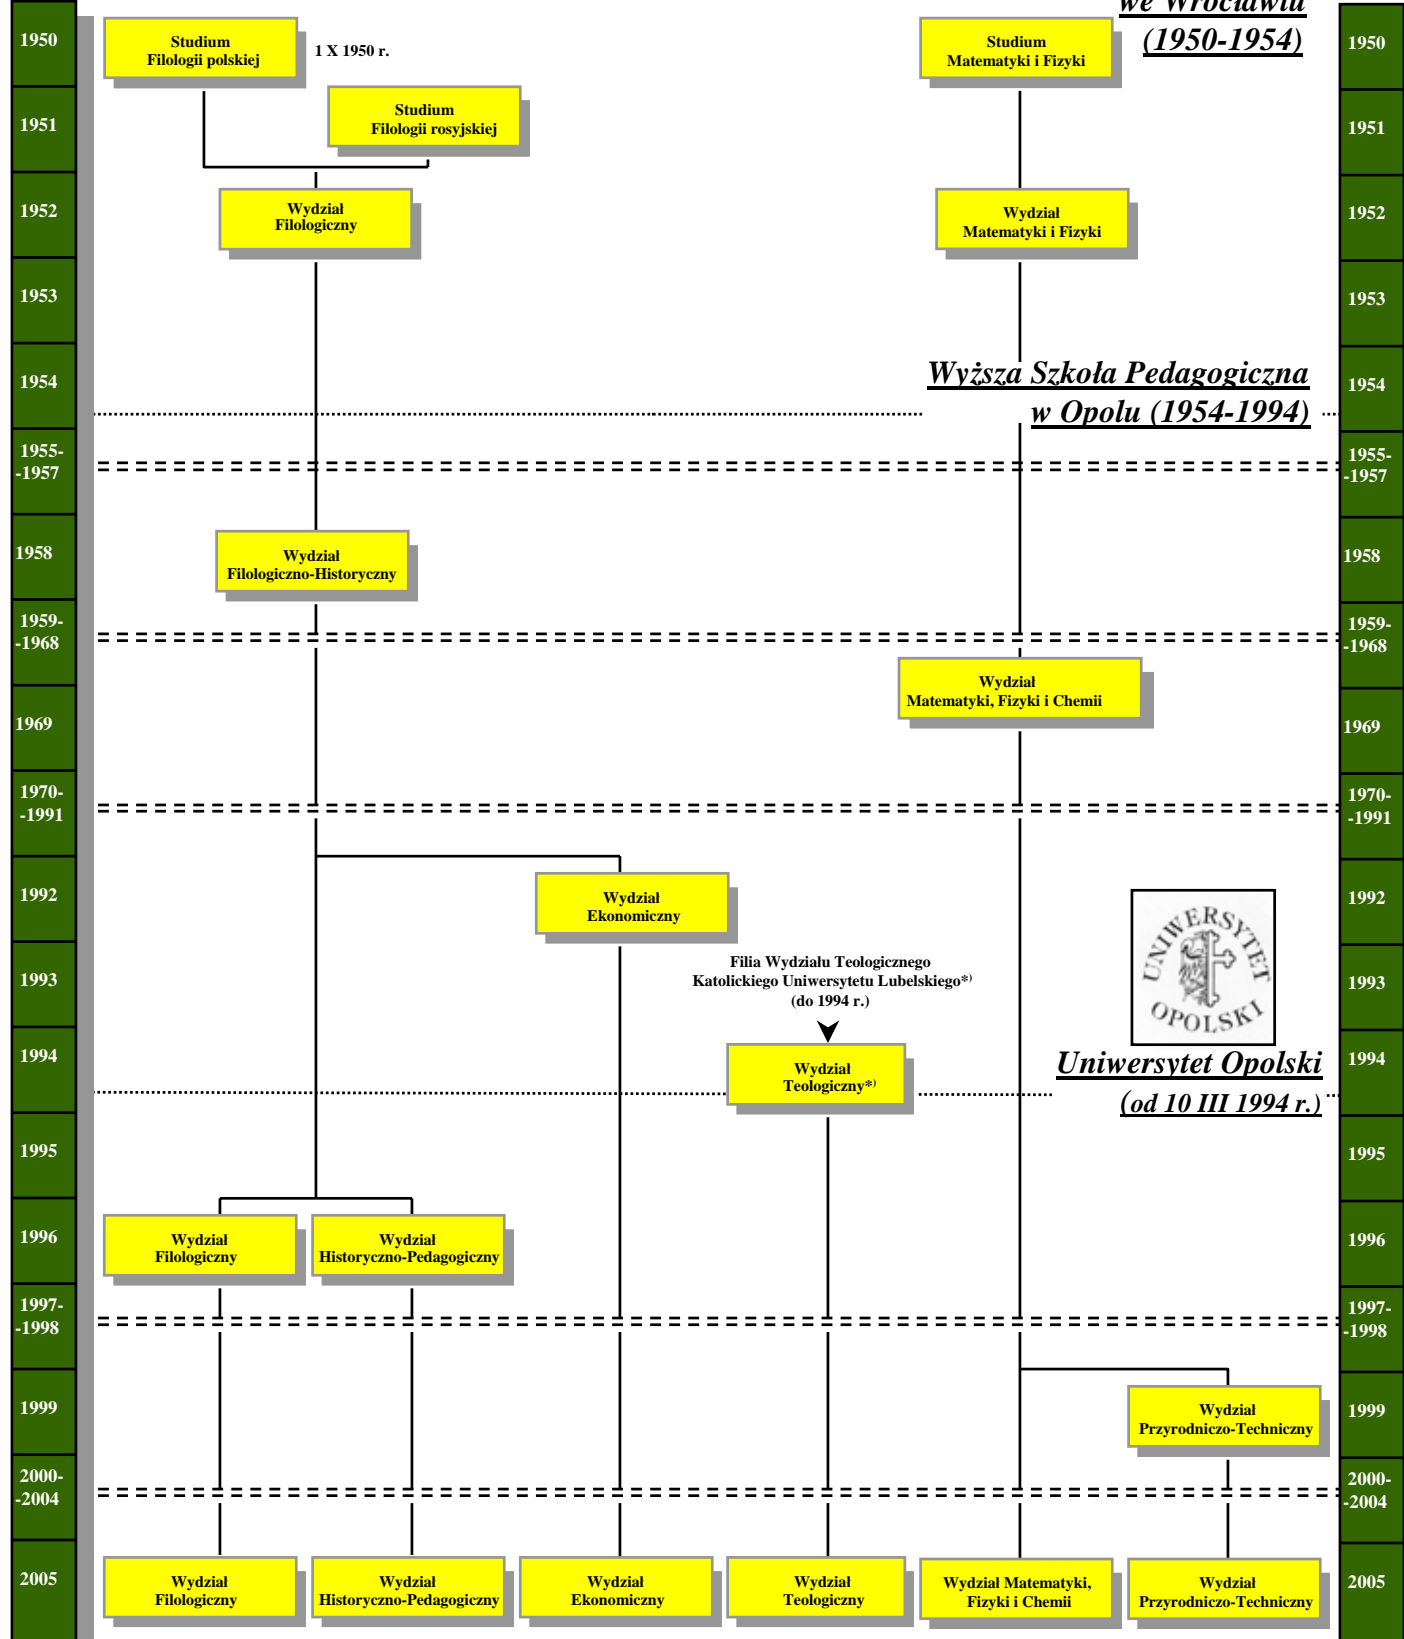 we Wrocławiu
(1950-1954)
1950
Studium
Filologii polskiej
1 X 1950 r.
Studium
Matematyki i Fizyki
1950
1951
Studium
Filologii rosyjskiej
1951
1952
Wydział
Filologiczny
Wydział
Matematyki i Fizyki
1952
1953
1953
1954
Wyższa Szkoła Pedagogiczna
w Opolu (1954-1994)
1954
1955-
-1957
1955-
-1957
1958
Wydział
Filologiczno-Historyczny
1958
1959-
-1968
1959-
-1968
Wydział
Matematyki, Fizyki i Chemii
1969
1969
1970-
-1991
1970-
-1991
1992
Wydział
Ekonomiczny
1992
UNIWERSYTET
OPOLSKI
1993
Filia Wydziału Teologicznego
Katolickiego Uniwersytetu Lubelskiego*)
(do 1994 r.)
1993
1994
Wydział
Teologiczny*)
Uniwersytet Opolski
(od 10 III 1994 r.)
1994
1995
1995
1996
Wydział
Filologiczny
Wydział
Historyczno-Pedagogiczny
1996
1997-
-1998
1997-
-1998
1999
Wydział
Przyrodniczo-Techniczny
1999
2000-
-2004
2000-
-2004
2005
Wydział
Filologiczny
Wydział
Historyczno-Pedagogiczny
Wydział
Ekonomiczny
Wydział
Teologiczny
Wydział Matematyki,
Fizyki i Chemii
Wydział
Przyrodniczo-Techniczny
2005